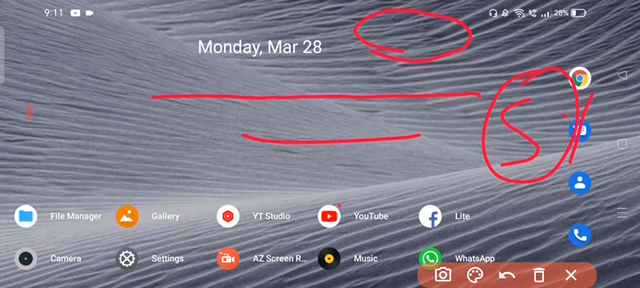 9:11 28%
Monday, Mar 28
S
File Manager Gallery YT Studio YouTube Lite
Camera Settings AZ Screen R... Music WhatsApp